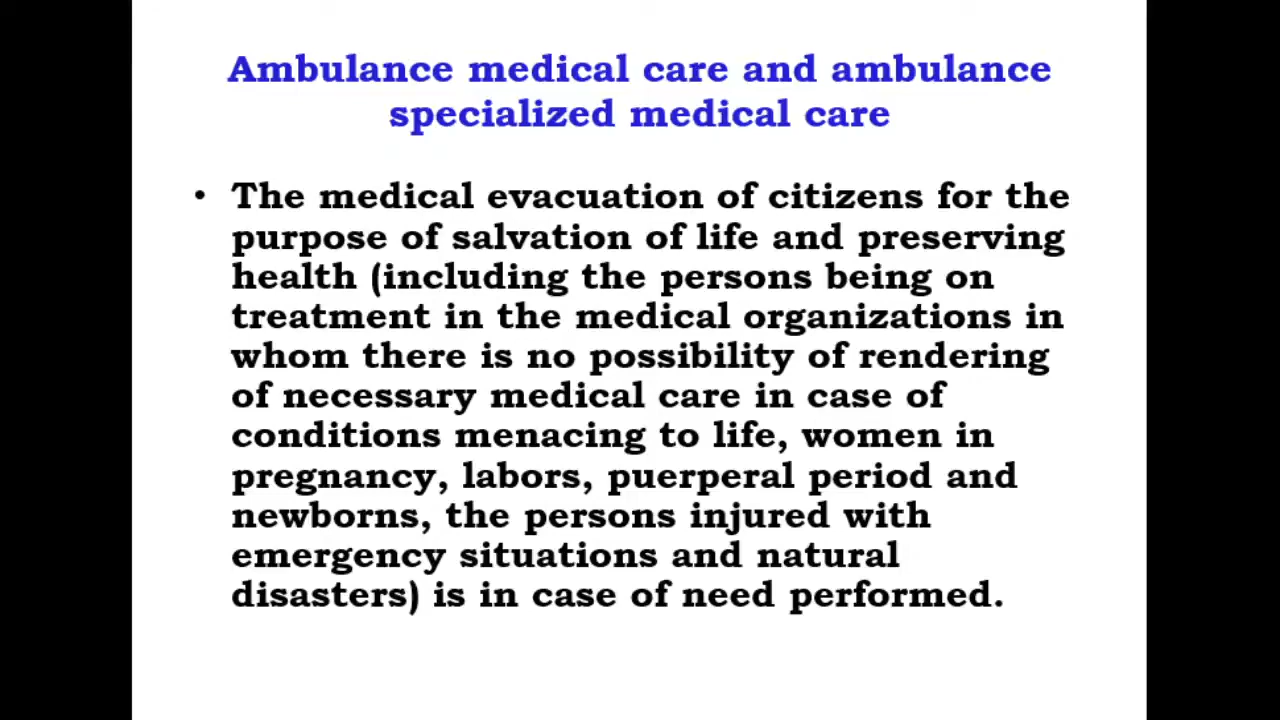 Ambulance medical care and ambulance
specialized medical care
• The medical evacuation of citizens for the
purpose of salvation of life and preserving
health (including the persons being on
treatment in the medical organizations in
whom there is no possibility of rendering
of necessary medical care in case of
conditions menacing to life, women in
pregnancy, labors, puerperal period and
newborns, the persons injured with
emergency situations and natural
disasters) is in case of need performed.